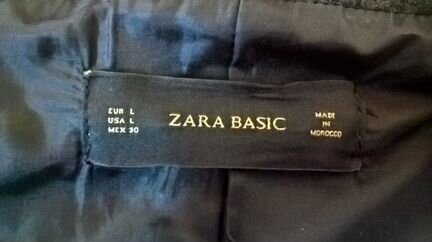 EUR L
USA L
MEX 30
ZARA BASIC
MADE
IN
MOROCCO